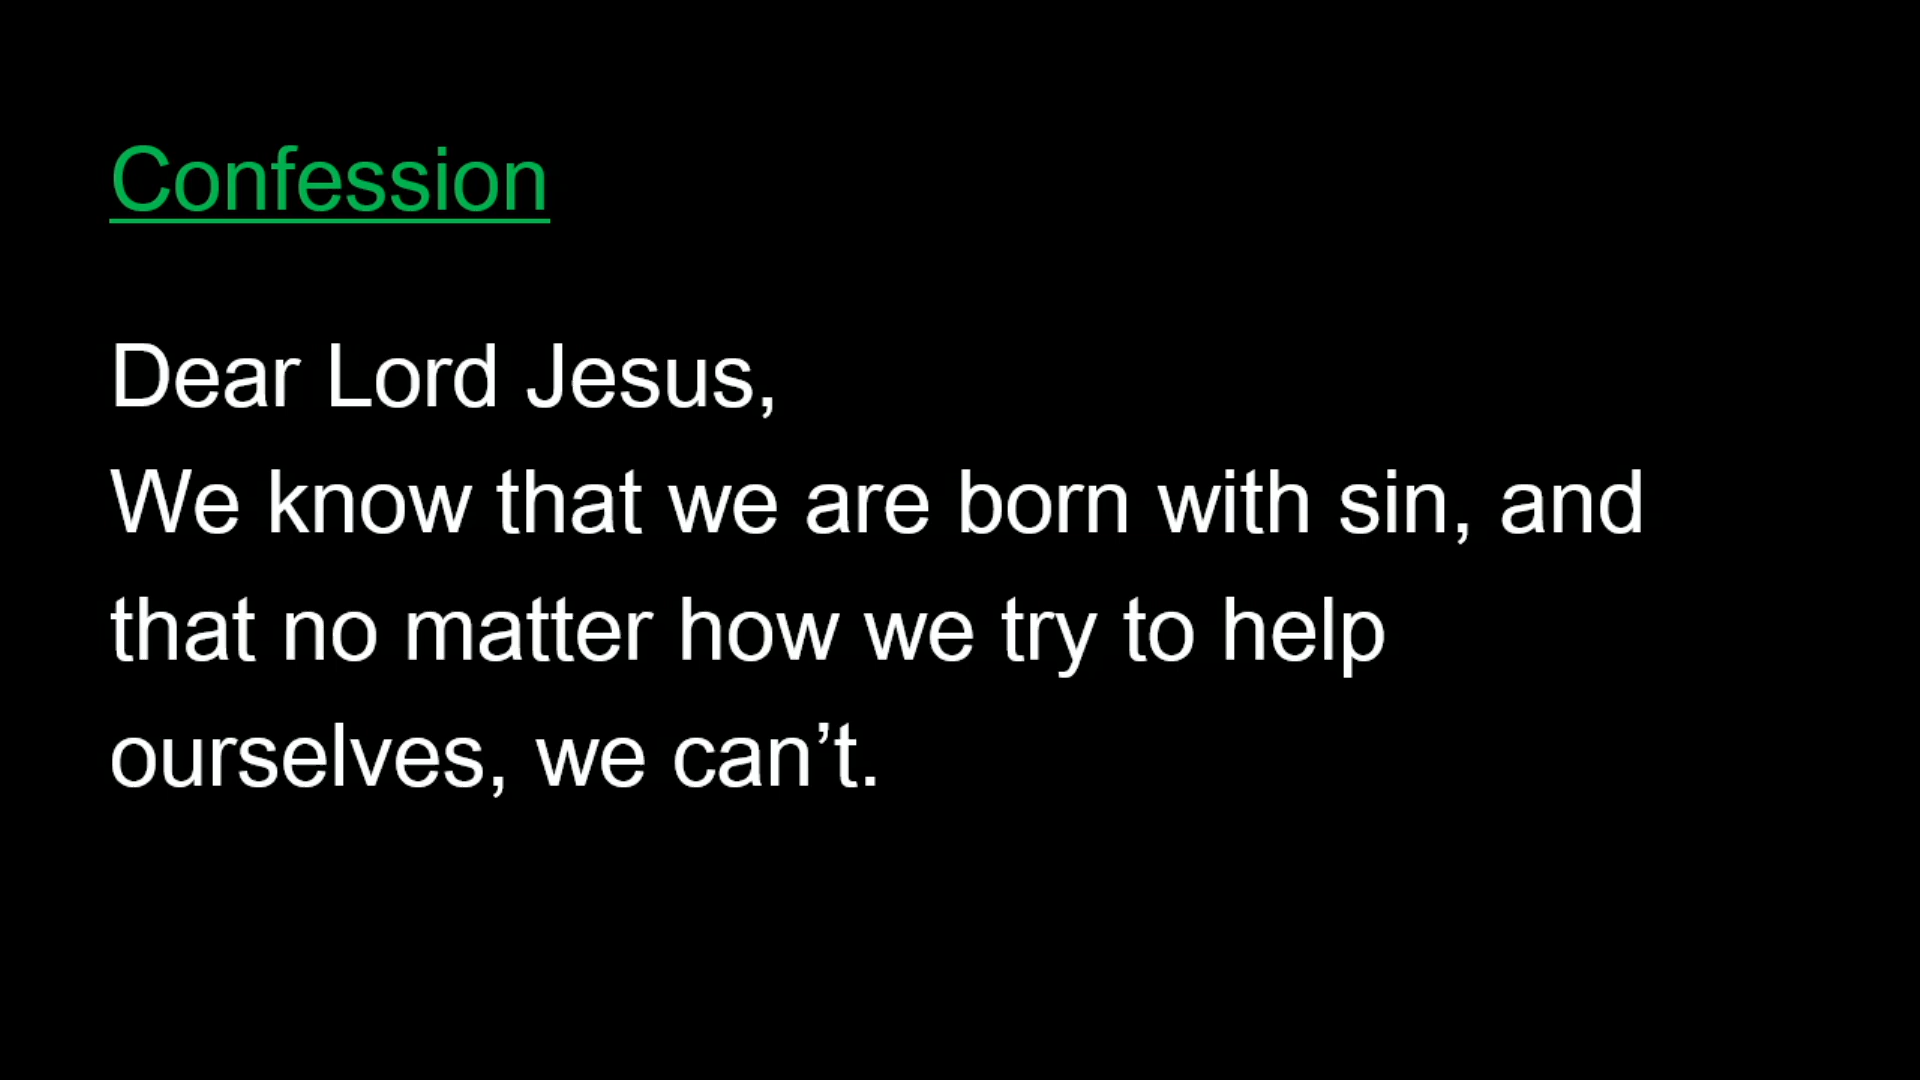 Confession
Dear Lord Jesus,
We know that we are born with sin, and
that no matter how we try to help
ourselves, we can’t.